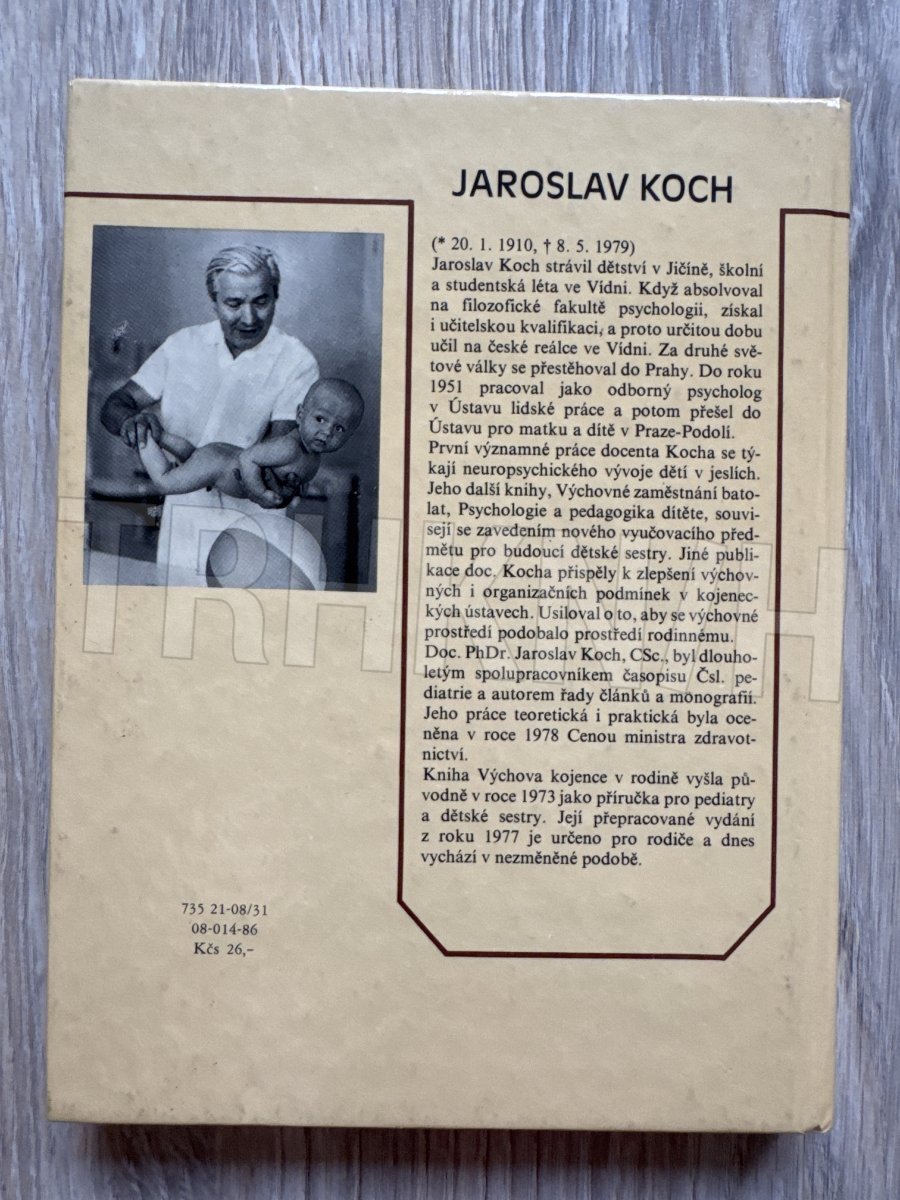 JAROSLAV KOCH
(* 20. 1. 1910, † 8. 5. 1979)
Jaroslav Koch strávil dětství v Jičíně, školní
a studentská léta ve Vídni. Když absolvoval
na filozofické fakultě psychologii, získal
i učitelskou kvalifikaci, a proto určitou dobu
učil na české reálce ve Vídni. Za druhé svě-
tové války se přestěhoval do Prahy. Do roku
1951 pracoval jako odborný psycholog
v Ústavu lidské práce a potom přešel do
Ústavu pro matku a dítě v Praze-Podolí.
První významné práce docenta Kocha se tý-
kají neuropsychického vývoje dětí v jeslích.
Jeho další knihy, Výchovné zaměstnání bato-
lat, Psychologie a pedagogika dítěte, souvi-
sejí se zavedením nového vyučovacího před-
mětu pro budoucí dětské sestry. Jiné publi-
kace doc. Kocha přispěly k zlepšení výchov-
ných i organizačních podmínek v kojenec-
kých ústavech. Usiloval o to, aby se výchovné
prostředí podobalo prostředí rodinnému.
Doc. PhDr. Jaroslav Koch, CSc., byl dlouho-
letým spolupracovníkem časopisu Čsl. pe-
diatrie a autorem řady článků a monografií.
Jeho práce teoretická i praktická byla oce-
něna v roce 1978 Cenou ministra zdravot-
nictví.
Kniha Výchova kojence v rodině vyšla pů-
vodně v roce 1973 jako příručka pro pediatry
a dětské sestry. Její přepracované vydání
z roku 1977 je určeno pro rodiče a dnes
vychází v nezměněné podobě.
735 21-08/31
08-014-86
Kčs 26,–
TRHKNIH